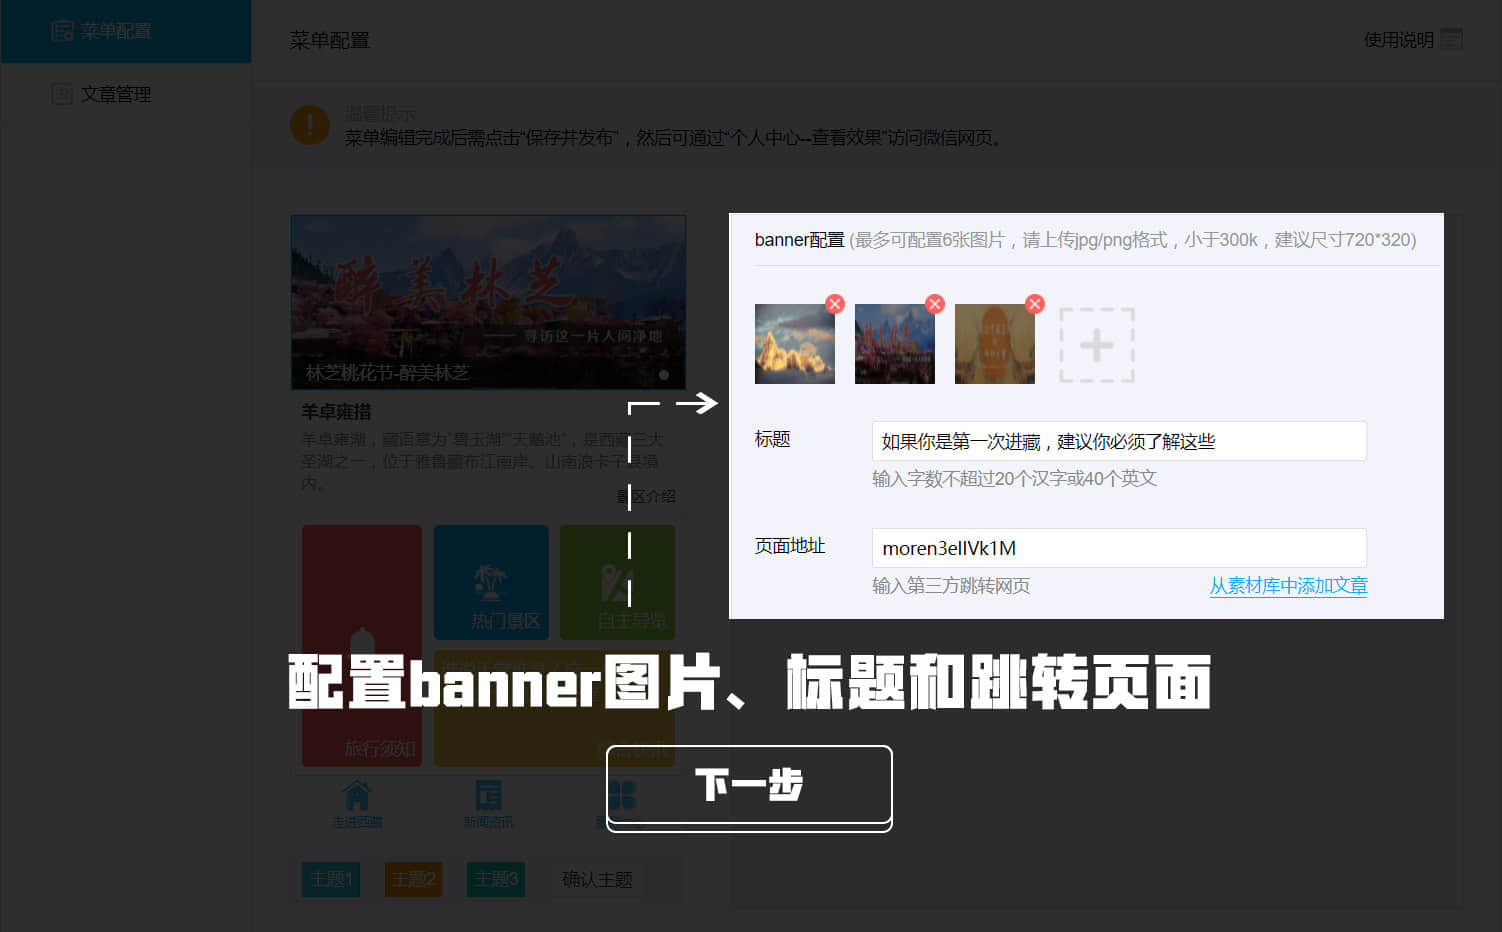 菜单配置
文章管理
菜单配置
使用说明
温馨提示
菜单编辑完成后需点击“保存并发布”，然后可通过“个人中心--查看效果”访问微信网页。
醉美林芝
—— 寻访这一片人间净地
林芝桃花节-醉美林芝
羊卓雍措
羊卓雍湖，藏语意为“碧玉湖”“天鹅池”，是西藏三大
圣湖之一，位于雅鲁藏布江南岸、山南浪卡子县境
内。
景区介绍
热门景区
自主导览
旅行须知
走进西藏
新闻资讯
主题1
主题2
主题3
确认主题
banner配置 (最多可配置6张图片，请上传jpg/png格式，小于300k，建议尺寸720*320)
标题
如果你是第一次进藏，建议你必须了解这些
输入字数不超过20个汉字或40个英文
页面地址
moren3ellVk1M
输入第三方跳转网页
从素材库中添加文章
配置banner图片、标题和跳转页面
下一步